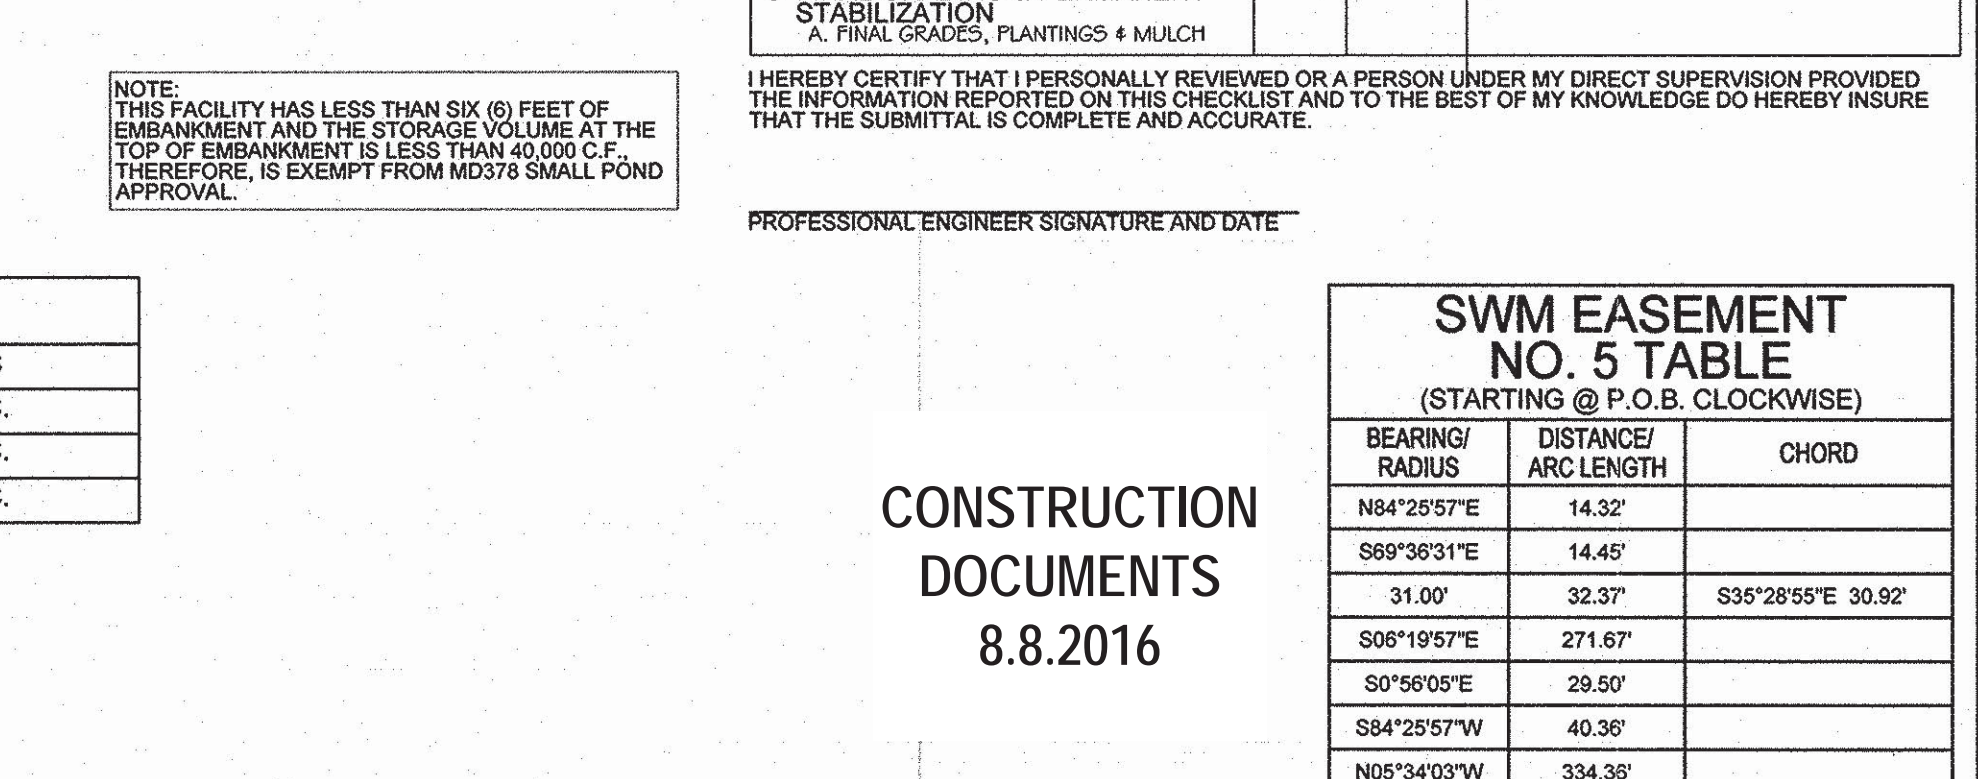 STABILIZATION
A. FINAL GRADES, PLANTINGS & MULCH
NOTE:
THIS FACILITY HAS LESS THAN SIX (6) FEET OF
EMBANKMENT AND THE STORAGE VOLUME AT THE
TOP OF EMBANKMENT IS LESS THAN 40,000 C.F.,
THEREFORE, IS EXEMPT FROM MD378 SMALL POND
APPROVAL.
I HEREBY CERTIFY THAT I PERSONALLY REVIEWED OR A PERSON UNDER MY DIRECT SUPERVISION PROVIDED
THE INFORMATION REPORTED ON THIS CHECKLIST AND TO THE BEST OF MY KNOWLEDGE DO HEREBY INSURE
THAT THE SUBMITTAL IS COMPLETE AND ACCURATE.
PROFESSIONAL ENGINEER SIGNATURE AND DATE
CONSTRUCTION
DOCUMENTS
8.8.2016
SWM EASEMENT
NO. 5 TABLE
(STARTING @ P.O.B. CLOCKWISE)
BEARING/ RADIUS DISTANCE/ ARC LENGTH CHORD
N84°25'57"E 14.32'
S69°36'31"E 14.45'
31.00' 32.37' S35°28'55"E 30.92'
S06°19'57"E 271.67'
S0°56'05"E 29.50'
S84°25'57"W 40.36'
N05°34'03"W 334.36'